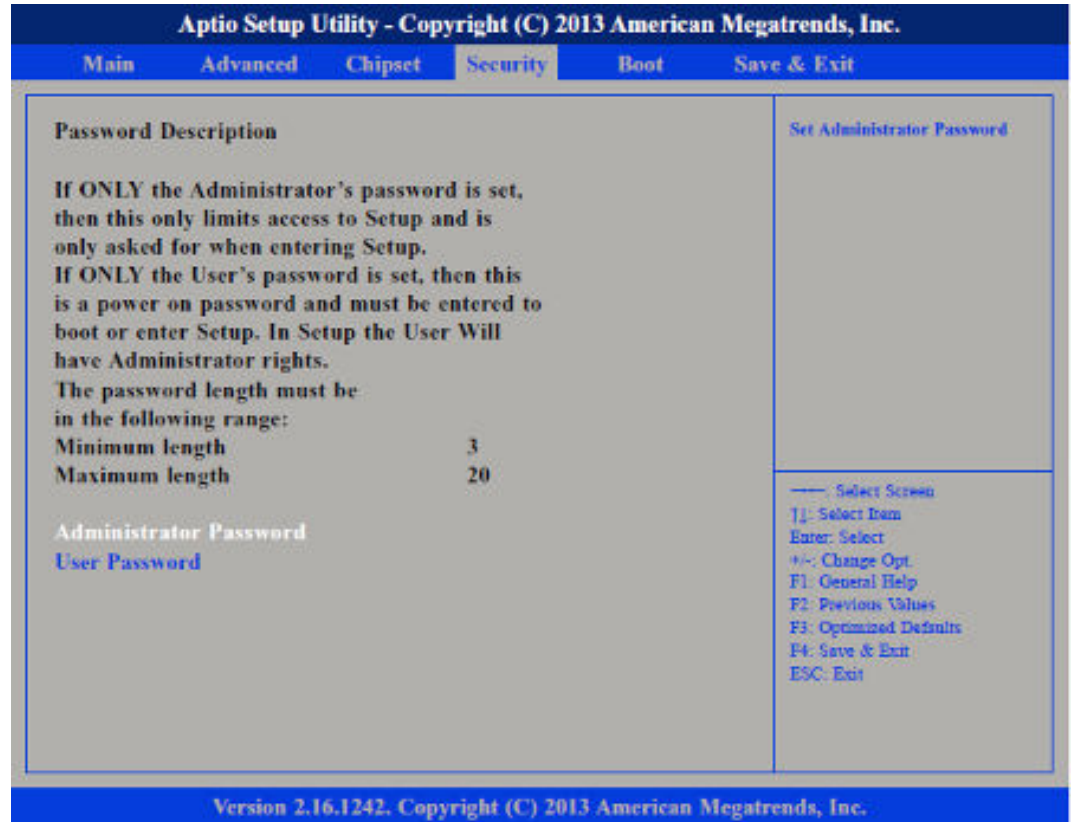 Aptio Setup Utility - Copyright (C) 2013 American Megatrends, Inc.
Main Advanced Chipset Security Boot Save & Exit
Password Description
If ONLY the Administrator's password is set,
then this only limits access to Setup and is
only asked for when entering Setup.
If ONLY the User's password is set, then this
is a power on password and must be entered to
boot or enter Setup. In Setup the User Will
have Administrator rights.
The password length must be
in the following range:
Minimum length 3
Maximum length 20
Administrator Password
User Password
Set Administrator Password
→←: Select Screen
↑↓: Select Item
Enter: Select
+/-: Change Opt.
F1: General Help
F2: Previous Values
F3: Optimized Defaults
F4: Save & Exit
ESC: Exit
Version 2.16.1242. Copyright (C) 2013 American Megatrends, Inc.